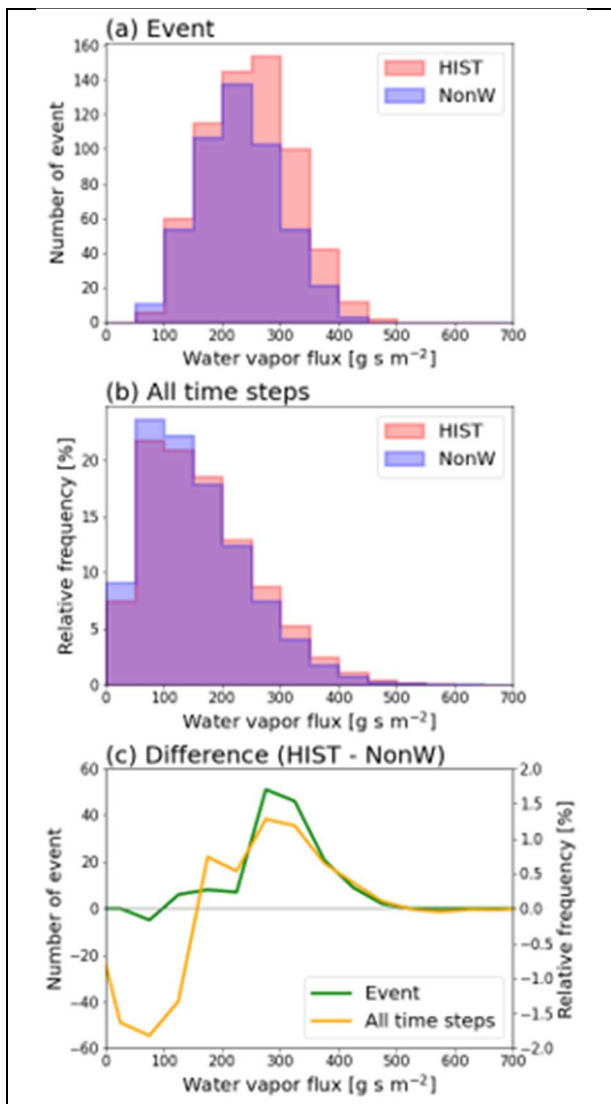 (a) Event
160
140
120
100
80
60
40
20
0
Number of event
HIST
NonW
0 100 200 300 400 500 600 700
Water vapor flux [g s m⁻²]
(b) All time steps
20
15
10
5
0
Relative frequency [%]
HIST
NonW
0 100 200 300 400 500 600 700
Water vapor flux [g s m⁻²]
(c) Difference (HIST - NonW)
60
40
20
0
−20
−40
−60
Number of event
2.0
1.5
1.0
0.5
0.0
−0.5
−1.0
−1.5
−2.0
Relative frequency [%]
Event
All time steps
0 100 200 300 400 500 600 700
Water vapor flux [g s m⁻²]